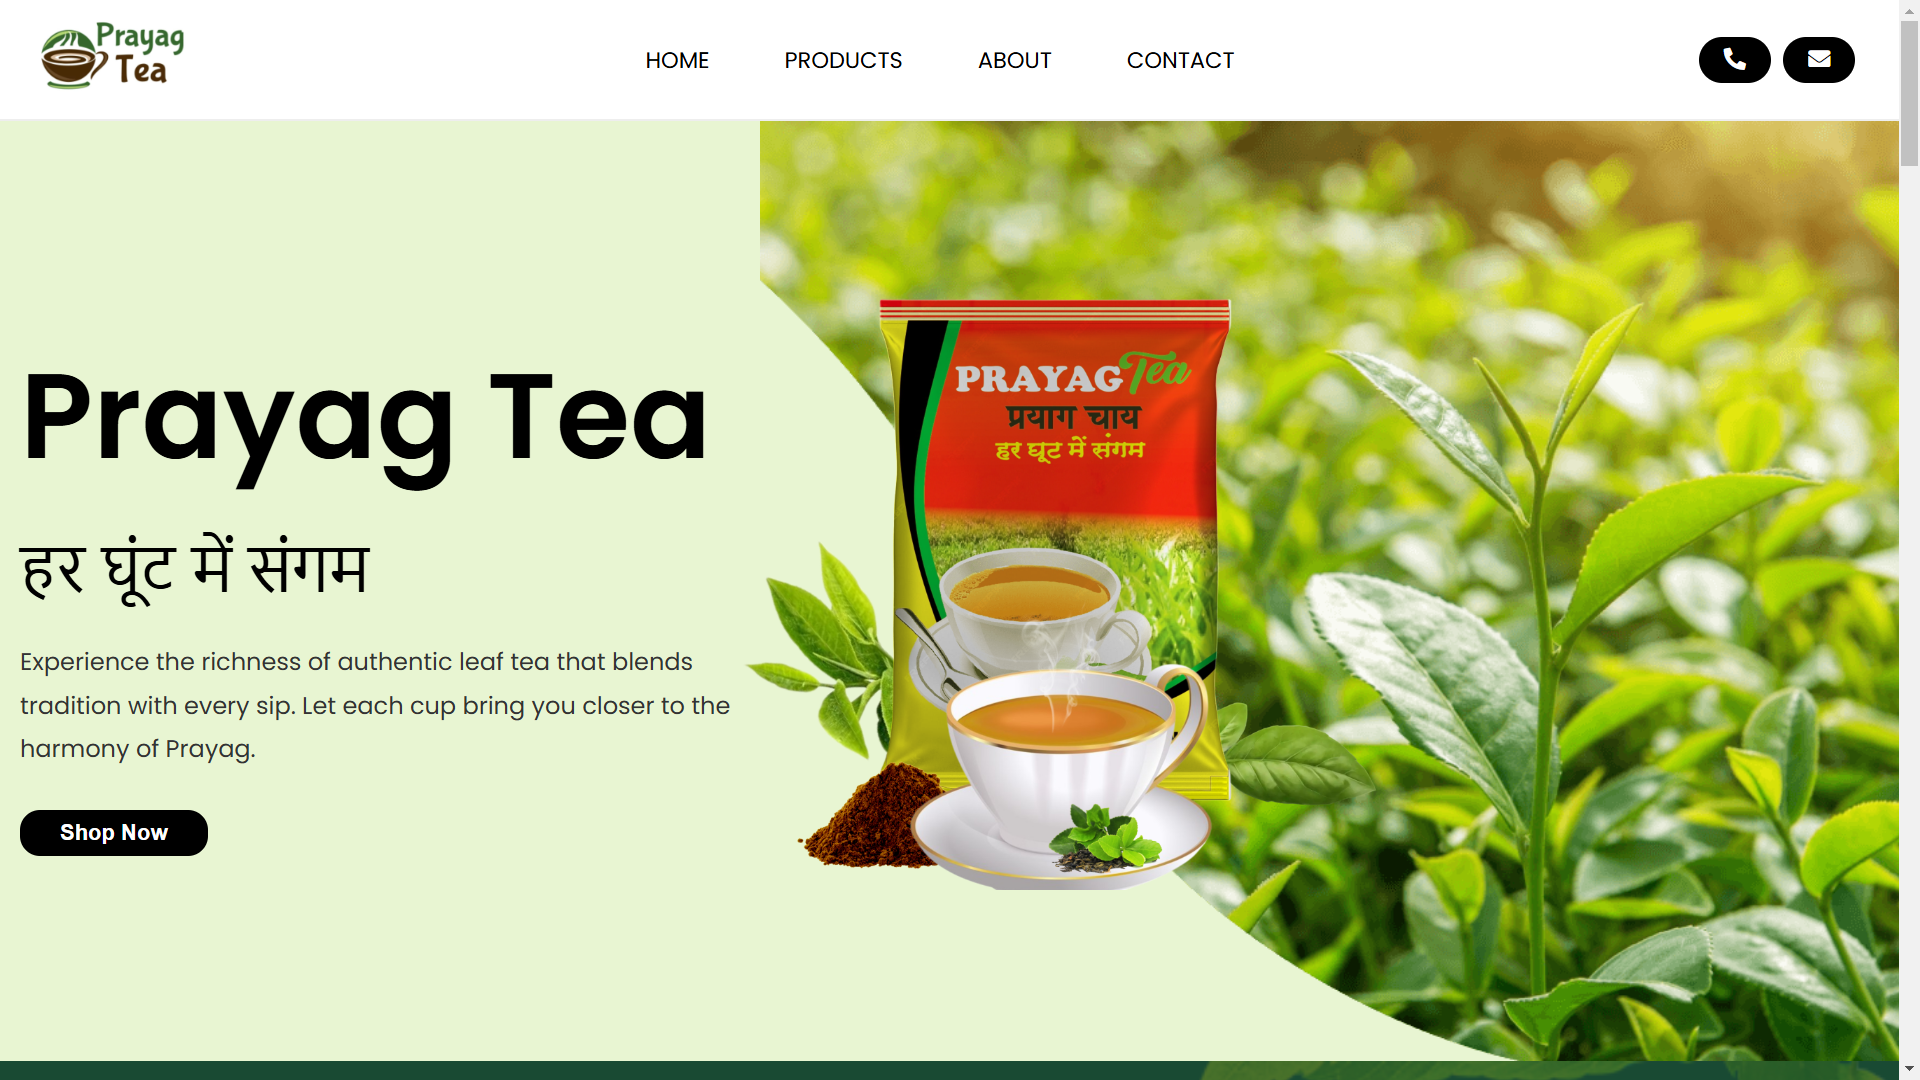 Prayag
Tea
HOME
PRODUCTS
ABOUT
CONTACT
Prayag Tea
हर घूंट में संगम
Experience the richness of authentic leaf tea that blends
tradition with every sip. Let each cup bring you closer to the
harmony of Prayag.
Shop Now
PRAYAG Tea
प्रयाग चाय
हर घूट में संगम